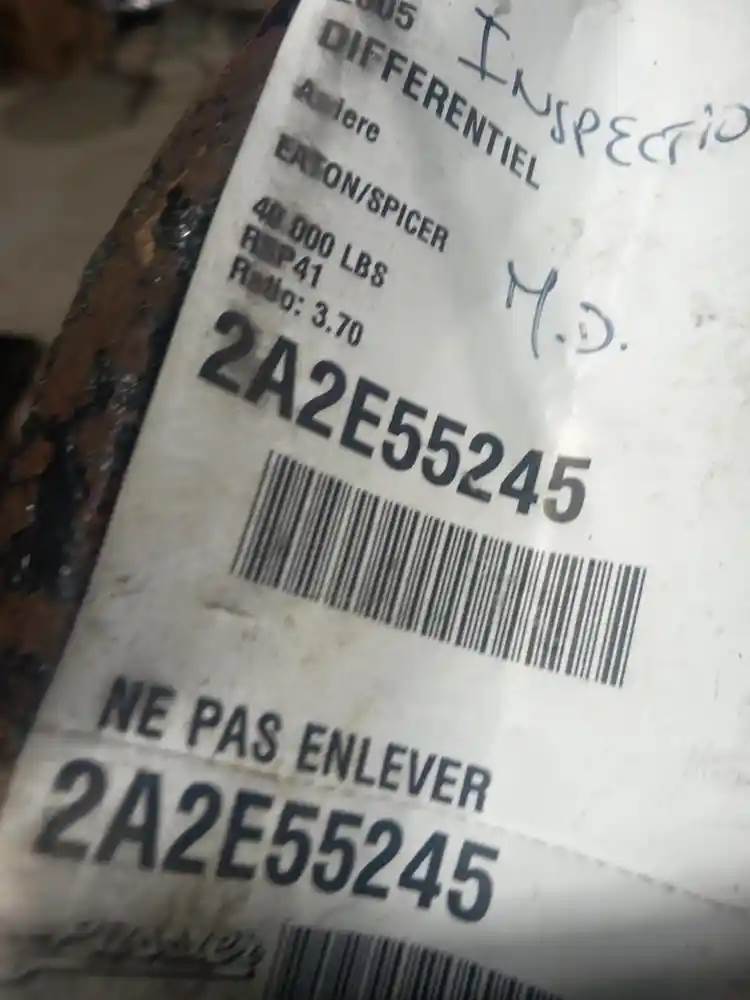 DIFFERENTIEL
INSPECTIO
EATON/SPICER
40 000 LBS
M.D.
Ratio: 3.70
2A2E55245
NE PAS ENLEVER
2A2E55245